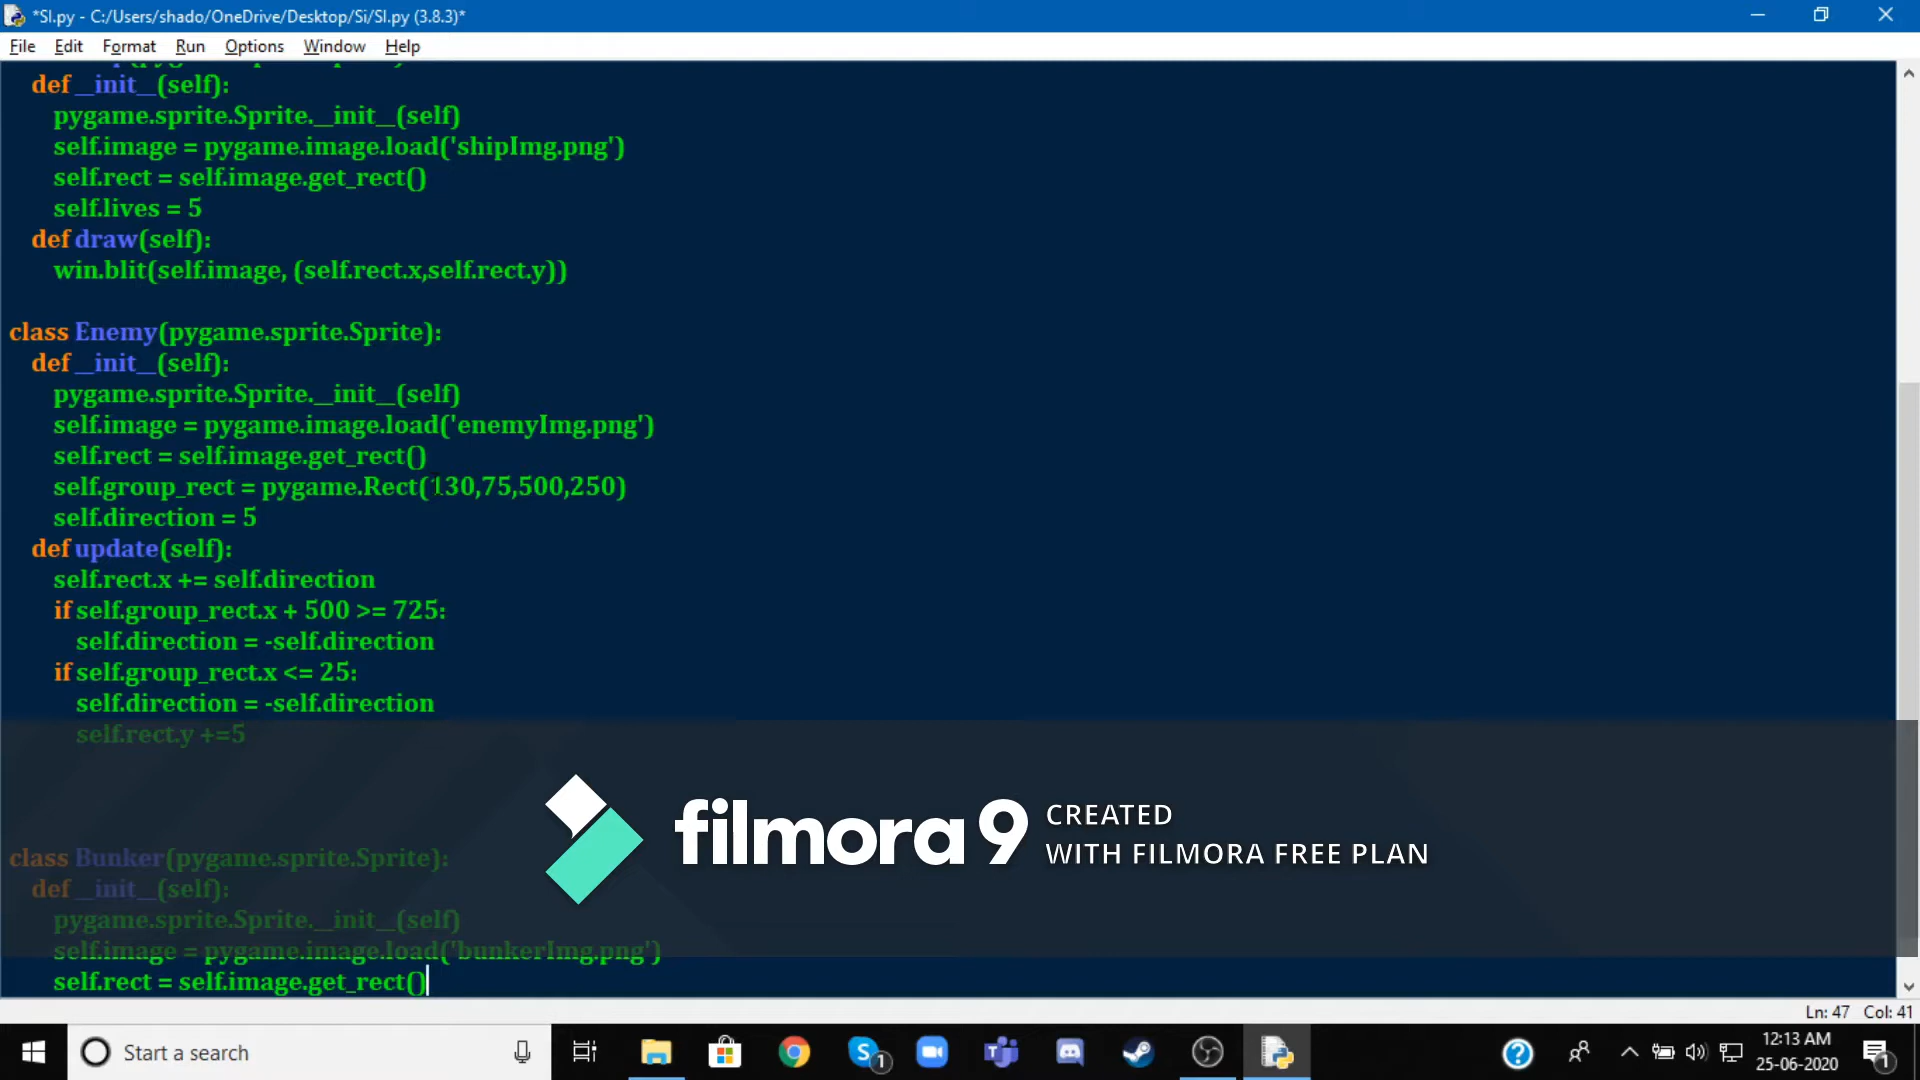 *SI.py - C:/Users/shado/OneDrive/Desktop/Si/SI.py (3.8.3)*
File Edit Format Run Options Window Help
def __init__(self):
pygame.sprite.Sprite.__init__(self)
self.image = pygame.image.load('shipImg.png')
self.rect = self.image.get_rect()
self.lives = 5
def draw(self):
win.blit(self.image, (self.rect.x,self.rect.y))
class Enemy(pygame.sprite.Sprite):
def __init__(self):
pygame.sprite.Sprite.__init__(self)
self.image = pygame.image.load('enemyImg.png')
self.rect = self.image.get_rect()
self.group_rect = pygame.Rect(130,75,500,250)
self.direction = 5
def update(self):
self.rect.x += self.direction
if self.group_rect.x + 500 >= 725:
self.direction = -self.direction
if self.group_rect.x <= 25:
self.direction = -self.direction
self.rect.y +=5
filmora9 CREATED
WITH FILMORA FREE PLAN
class Bunker(pygame.sprite.Sprite):
def __init__(self):
pygame.sprite.Sprite.__init__(self)
self.image = pygame.image.load('bunkerImg.png')
self.rect = self.image.get_rect()
Ln: 47 Col: 41
Start a search
1
12:13 AM
25-06-2020
1